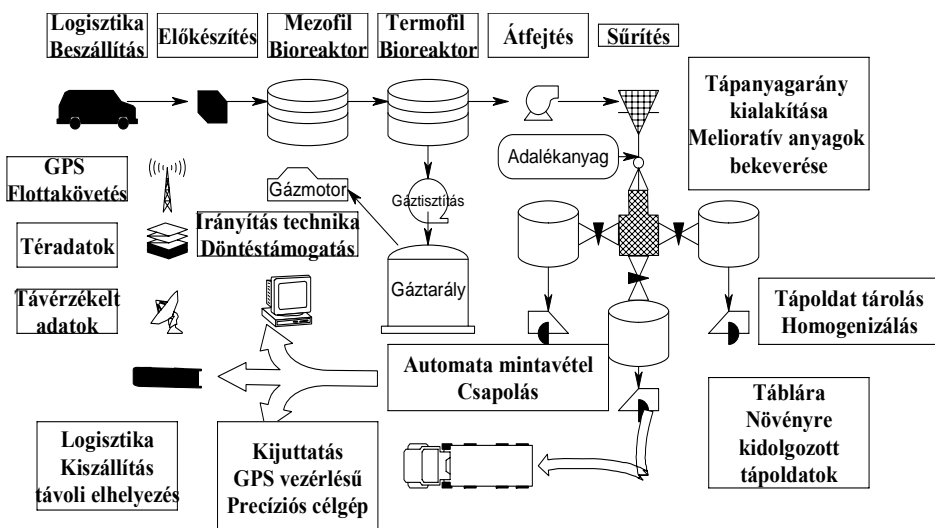 Logisztika
Beszállítás
Előkészítés
Mezofil
Bioreaktor
Termofil
Bioreaktor
Átfejtés
Sűrítés
Tápanyagarány
kialakítása
Melioratív anyagok
bekeverése
Adalékanyag
GPS
Flottakövetés
Gázmotor
Gáztisztítás
Téradatok
Irányítás technika
Döntéstámogatás
Távérzékelt
adatok
Gáztarály
Tápoldat tárolás
Homogenizálás
Automata mintavétel
Csapolás
Táblára
Növényre
kidolgozott
tápoldatok
Logisztika
Kiszállítás
távoli elhelyezés
Kijuttatás
GPS vezérlésű
Precíziós célgép